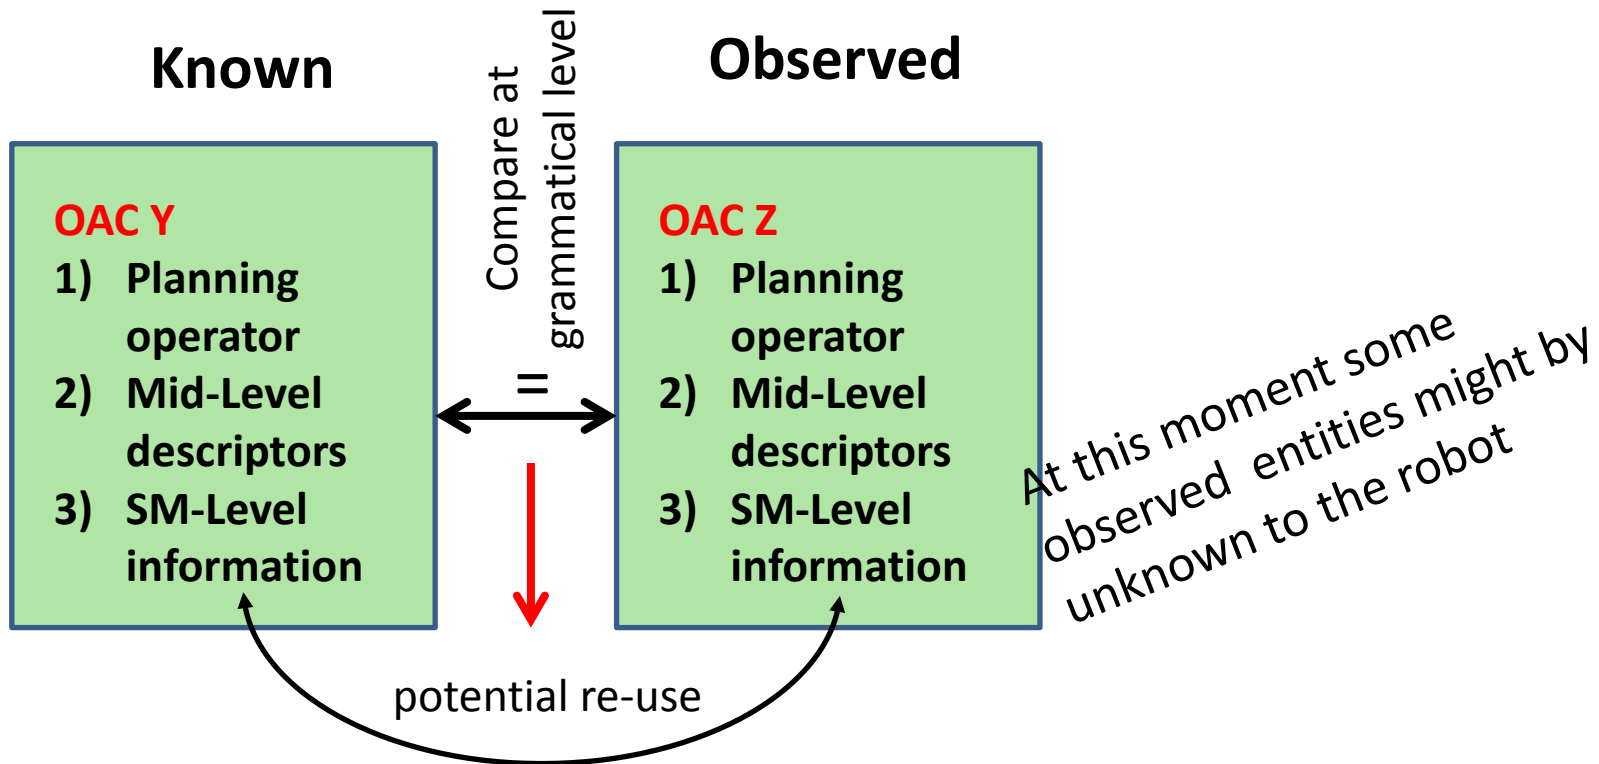 Known
Observed
Compare at
grammatical level
=
OAC Y
1) Planning
operator
2) Mid-Level
descriptors
3) SM-Level
information
OAC Z
1) Planning
operator
2) Mid-Level
descriptors
3) SM-Level
information
At this moment some
observed entities might by
unknown to the robot
potential re-use